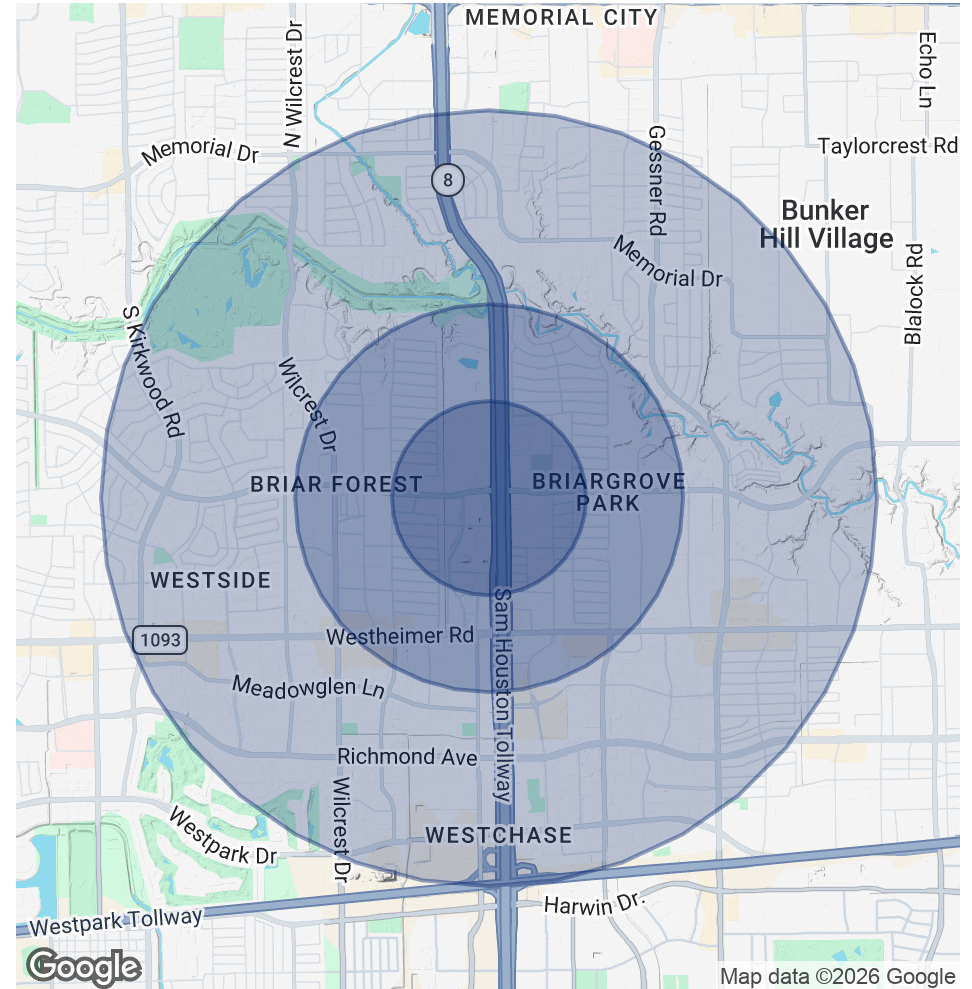 MEMORIAL CITY
N Wilcrest Dr
Echo Ln
Memorial Dr
Gessner Rd
Taylorcrest Rd
8
Bunker
Hill Village
Memorial Dr
Blalock Rd
S Kirkwood Rd
Wilcrest Dr
BRIAR FOREST
BRIARGROVE
PARK
WESTSIDE
1093
Westheimer Rd
Sam Houston Tollway
Meadowglen Ln
Richmond Ave
Wilcrest Dr
Westpark Dr
WESTCHASE
Harwin Dr.
Westpark Tollway
Google
Map data ©2026 Google